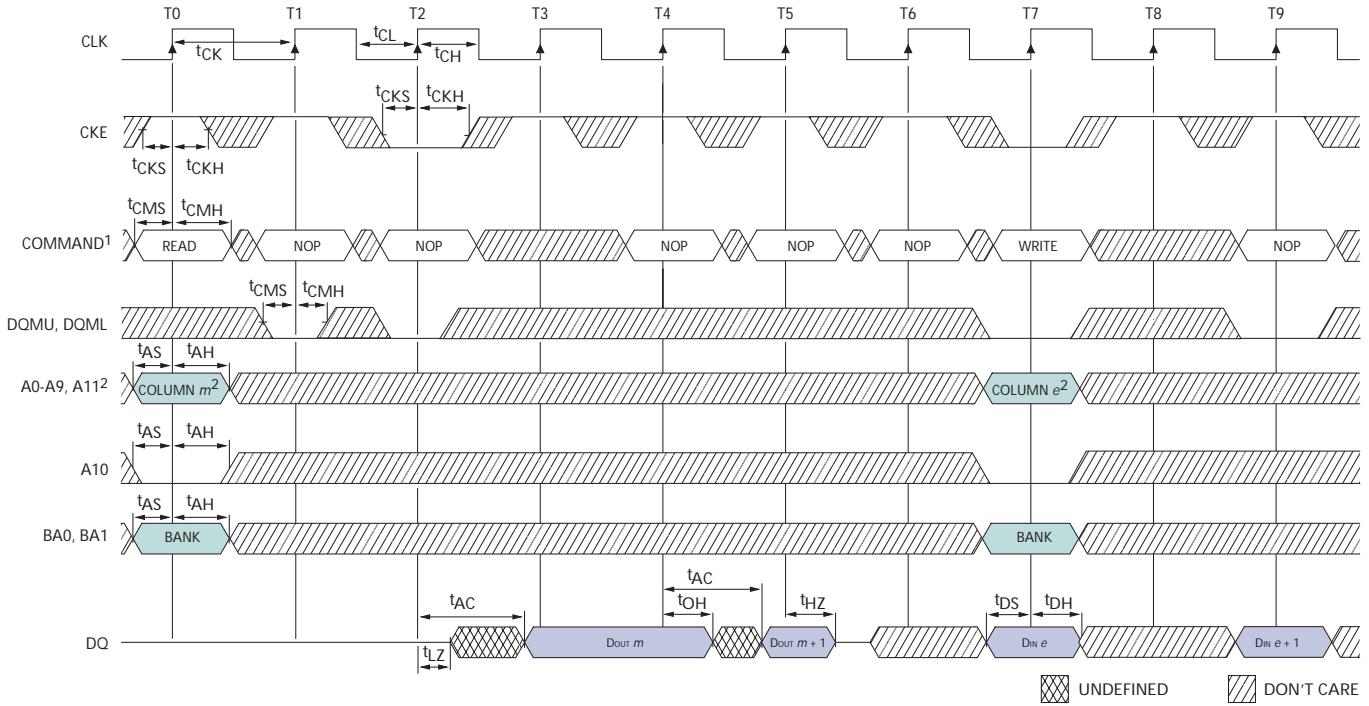 T0 T1 T2 T3 T4 T5 T6 T7 T8 T9
CLK
tCK
tCL
tCH
tCKS tCKH
CKE
tCKS tCKH
tCMS tCMH
COMMAND1 READ NOP NOP NOP NOP NOP WRITE NOP
tCMS tCMH
DQMU, DQML
tAS tAH
A0-A9, A112 COLUMN m2 COLUMN e2
tAS tAH
A10
tAS tAH
BA0, BA1 BANK BANK
tAC
tAC
tOH
tHZ
tDS tDH
DQ DOUT m DOUT m + 1 DIN e DIN e + 1
tLZ
UNDEFINED DON'T CARE